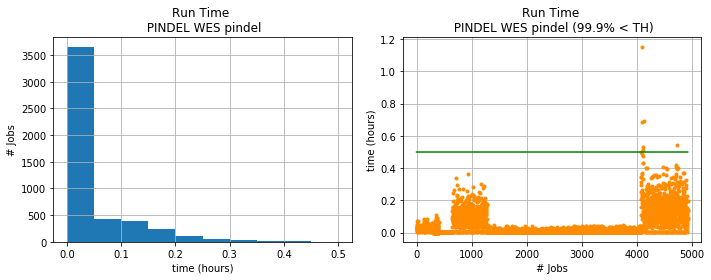 Run Time
PINDEL WES pindel
# Jobs
3500
3000
2500
2000
1500
1000
500
0
0.0 0.1 0.2 0.3 0.4 0.5
time (hours)
Run Time
PINDEL WES pindel (99.9% < TH)
time (hours)
1.2
1.0
0.8
0.6
0.4
0.2
0.0
0 1000 2000 3000 4000 5000
# Jobs